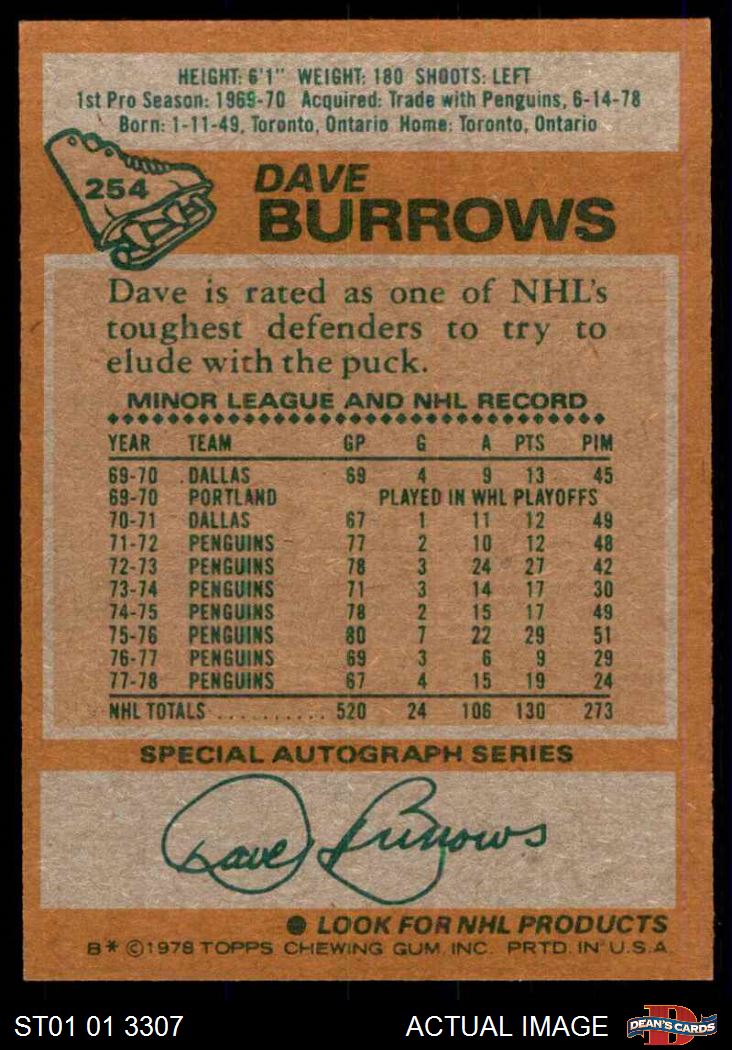 HEIGHT: 6'1" WEIGHT: 180 SHOOTS: LEFT
1st Pro Season: 1969-70 Acquired: Trade with Penguins, 6-14-78
Born: 1-11-49, Toronto, Ontario Home: Toronto, Ontario
254
DAVE
BURROWS
Dave is rated as one of NHL's
toughest defenders to try to
elude with the puck.
MINOR LEAGUE AND NHL RECORD
YEAR TEAM GP G A PTS PIM
69-70 DALLAS 69 4 9 13 45
69-70 PORTLAND PLAYED IN WHL PLAYOFFS
70-71 DALLAS 67 1 11 12 49
71-72 PENGUINS 77 2 10 12 48
72-73 PENGUINS 78 3 24 27 42
73-74 PENGUINS 71 3 14 17 30
74-75 PENGUINS 78 2 15 17 49
75-76 PENGUINS 80 7 22 29 51
76-77 PENGUINS 69 3 6 9 29
77-78 PENGUINS 67 4 15 19 24
NHL TOTALS .......... 520 24 106 130 273
SPECIAL AUTOGRAPH SERIES
Dave Burrows
● LOOK FOR NHL PRODUCTS
B* ©1978 TOPPS CHEWING GUM, INC. PRTD. IN U.S.A.
ST01 01 3307 ACTUAL IMAGE D DEAN'S CARDS